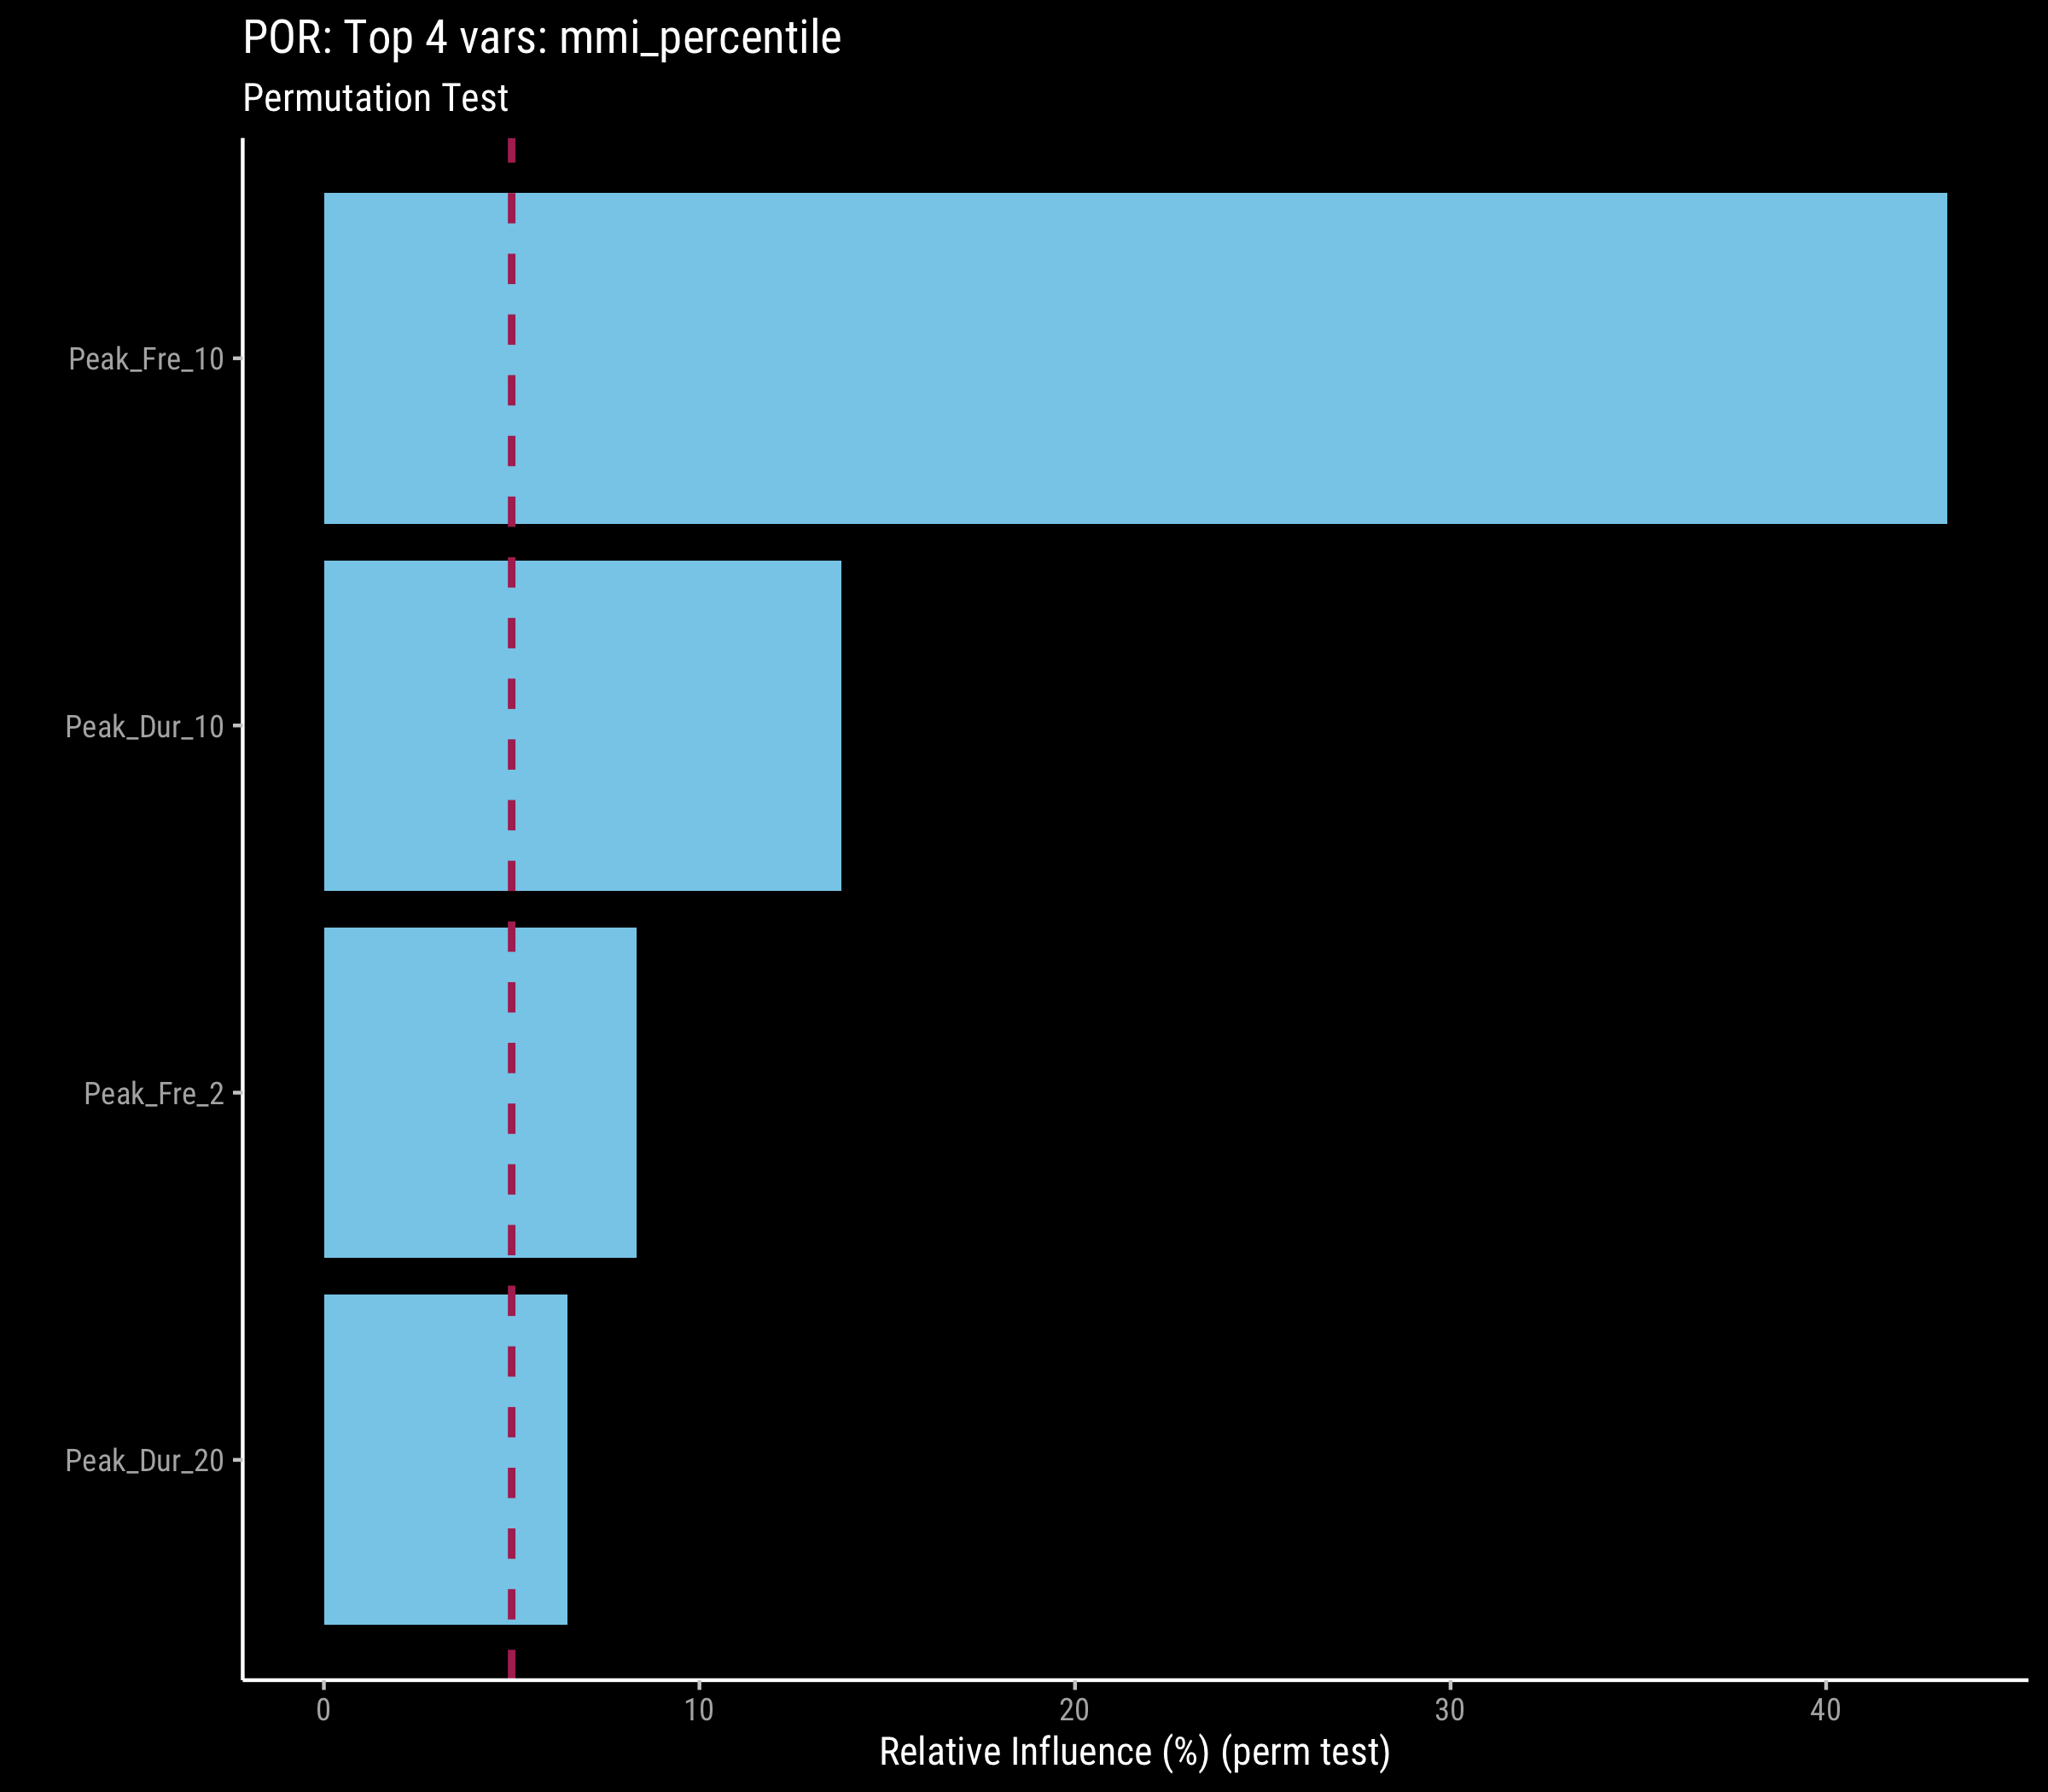 POR: Top 4 vars: mmi_percentile
Permutation Test
Peak_Fre_10
Peak_Dur_10
Peak_Fre_2
Peak_Dur_20
0 10 20 30 40
Relative Influence (%) (perm test)